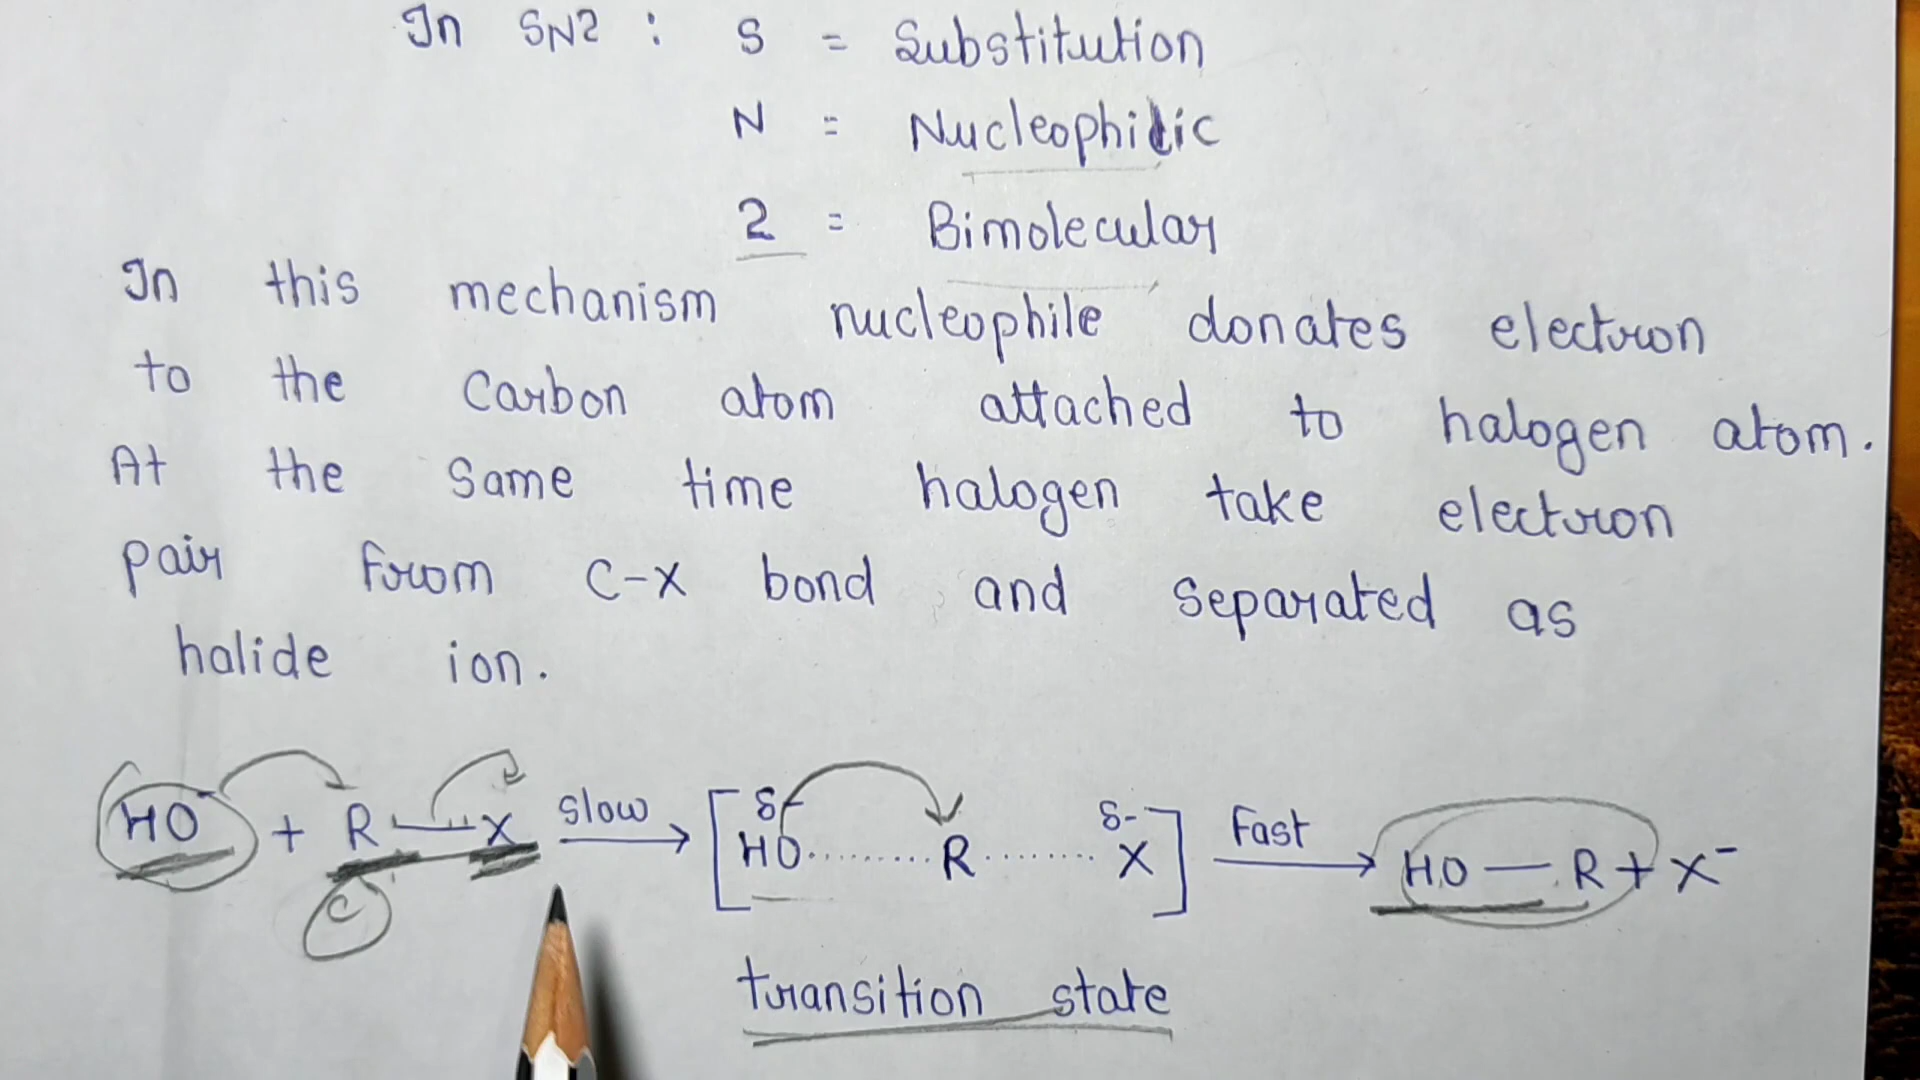 In SN2 : S = Substitution
N = Nucleophilic
2 = Bimolecular
In this mechanism nucleophile donates electron
to the Carbon atom attached to halogen atom.
At the Same time halogen take electron
pair from C-X bond and Separated as
halide ion.
HO⁻ + R — X slow → [δ- HO........R.......X δ-] Fast → HO — R + X⁻
C
transition state